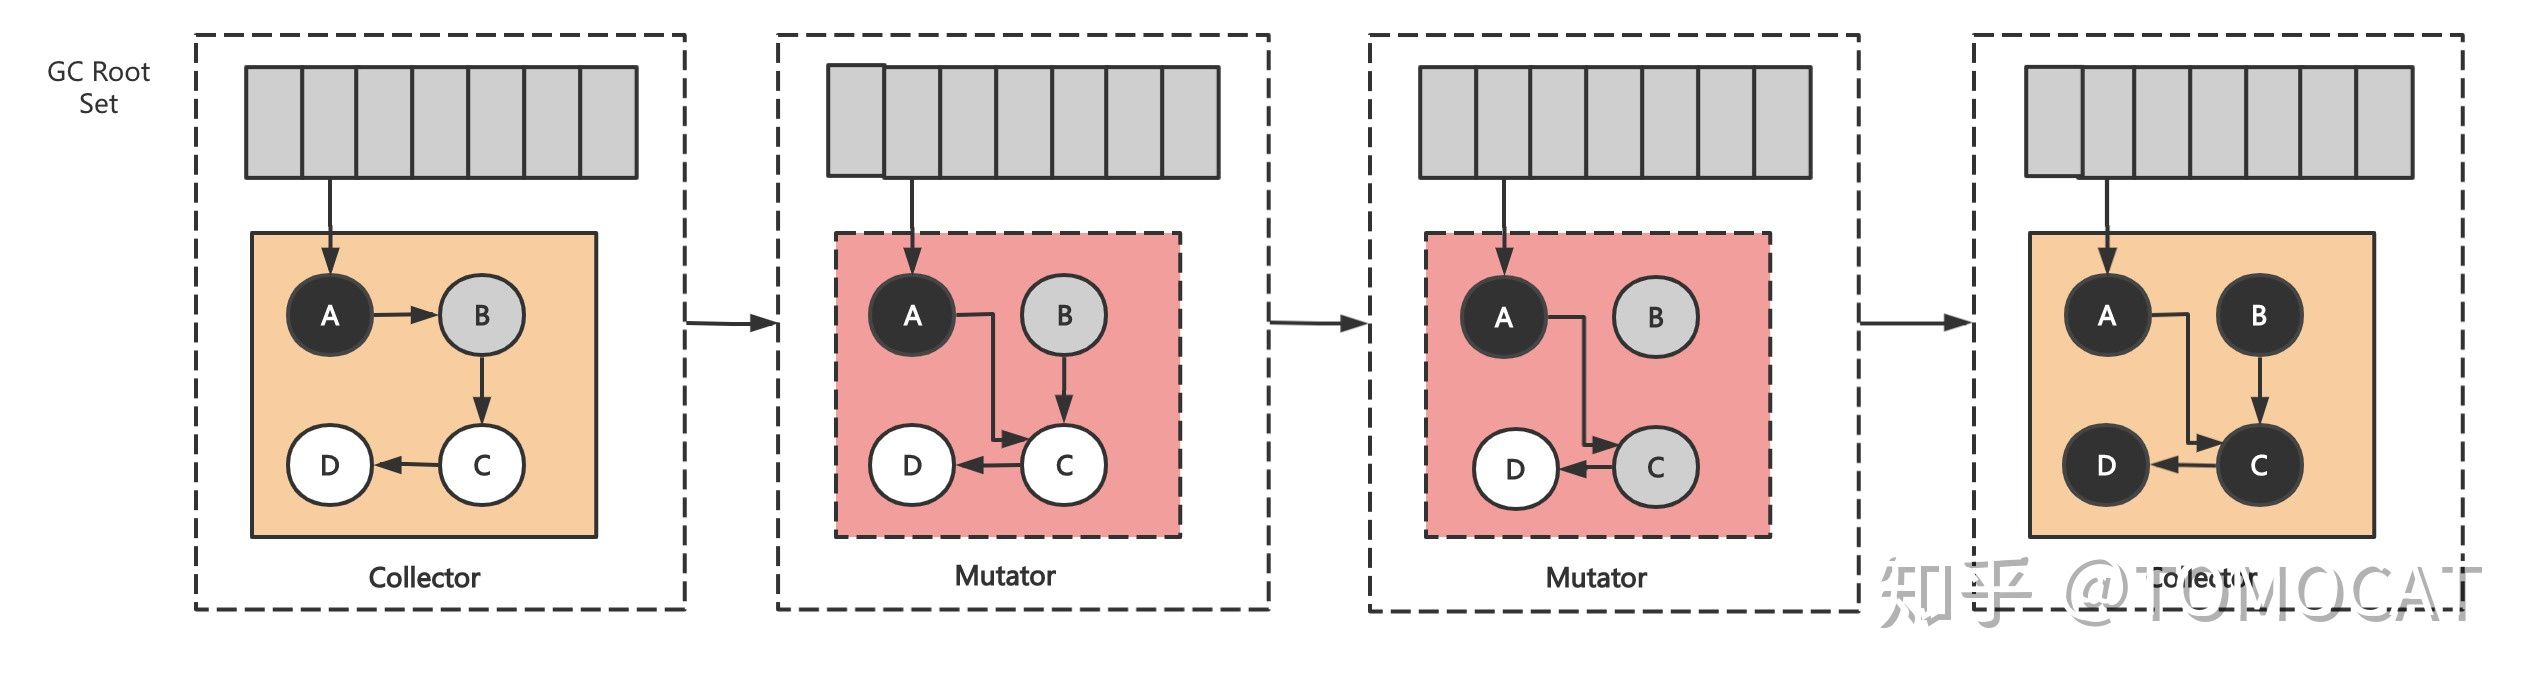 GC Root
Set
A
B
D
C
Collector
A
B
D
C
Mutator
A
B
D
C
Mutator
A
B
D
C
Collector
知乎 @TOMOCAT